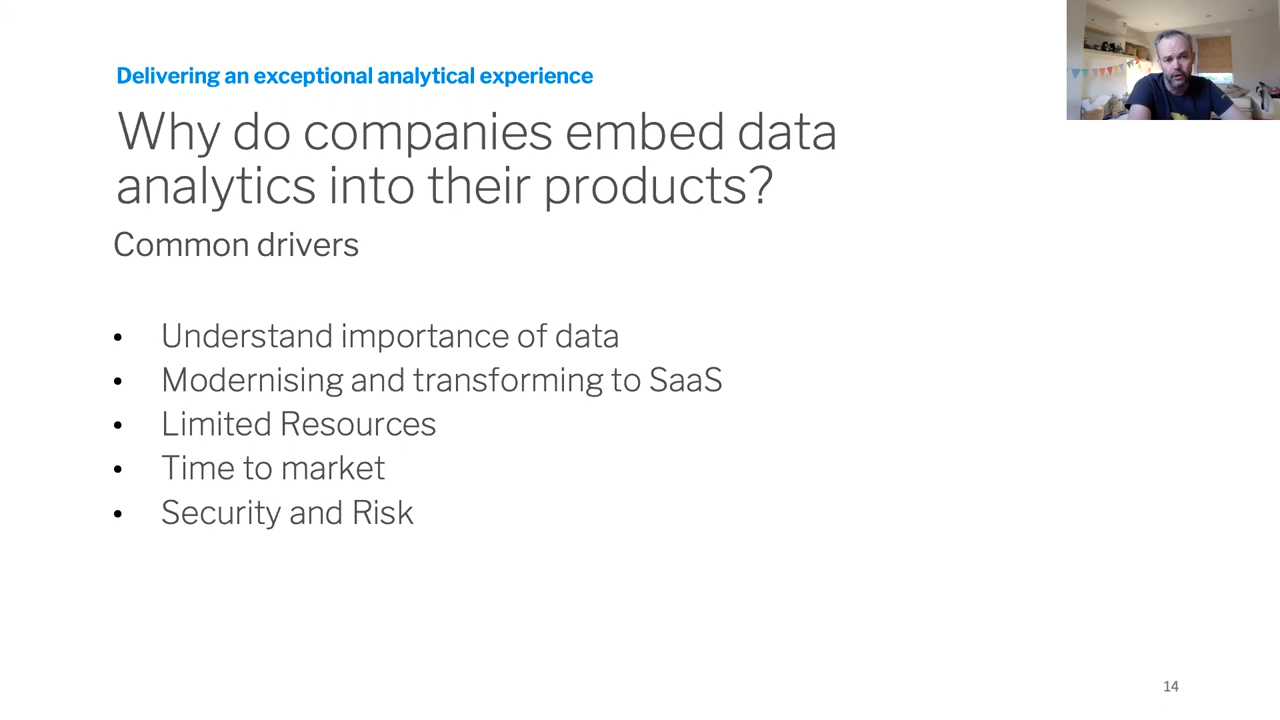 Delivering an exceptional analytical experience
Why do companies embed data
analytics into their products?
Common drivers
• Understand importance of data
• Modernising and transforming to SaaS
• Limited Resources
• Time to market
• Security and Risk
14